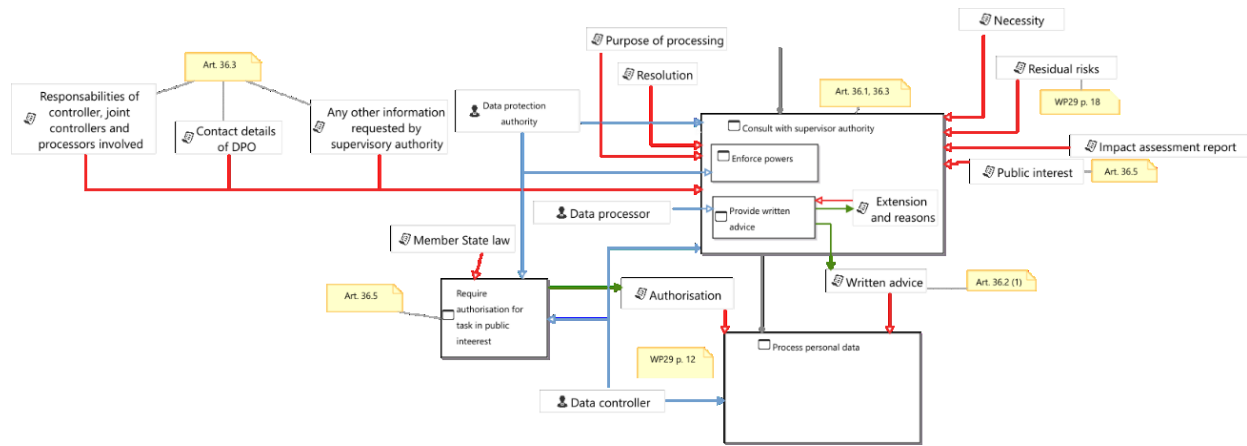 Necessity
Purpose of processing
Art. 36.3
Residual risks
Resolution
Art. 36.1, 36.3
WP29 p. 18
Responsabilities of
controller, joint
controllers and
processors involved
Contact details
of DPO
Any other information
requested by
supervisory authority
Data protection
authority
Consult with supervisor authority
Enforce powers
Impact assessment report
Public interest
Art. 36.5
Data processor
Provide written
advice
Extension
and reasons
Member State law
Written advice
Art. 36.2 (1)
Art. 36.5
Require
authorisation for
task in public
inteerest
Authorisation
Process personal data
WP29 p. 12
Data controller